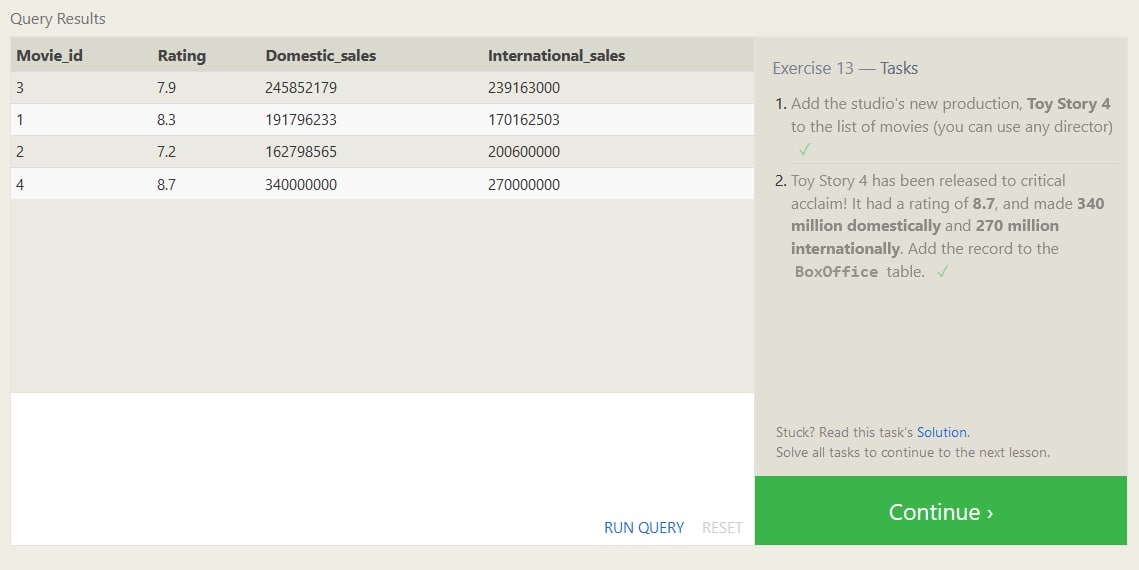 Query Results
Movie_id Rating Domestic_sales International_sales
3 7.9 245852179 239163000
1 8.3 191796233 170162503
2 7.2 162798565 200600000
4 8.7 340000000 270000000
RUN QUERY RESET
Exercise 13 — Tasks
1. Add the studio's new production, Toy Story 4
to the list of movies (you can use any director)
✓
2. Toy Story 4 has been released to critical
acclaim! It had a rating of 8.7, and made 340
million domestically and 270 million
internationally. Add the record to the
BoxOffice table. ✓
Stuck? Read this task's Solution.
Solve all tasks to continue to the next lesson.
Continue ›